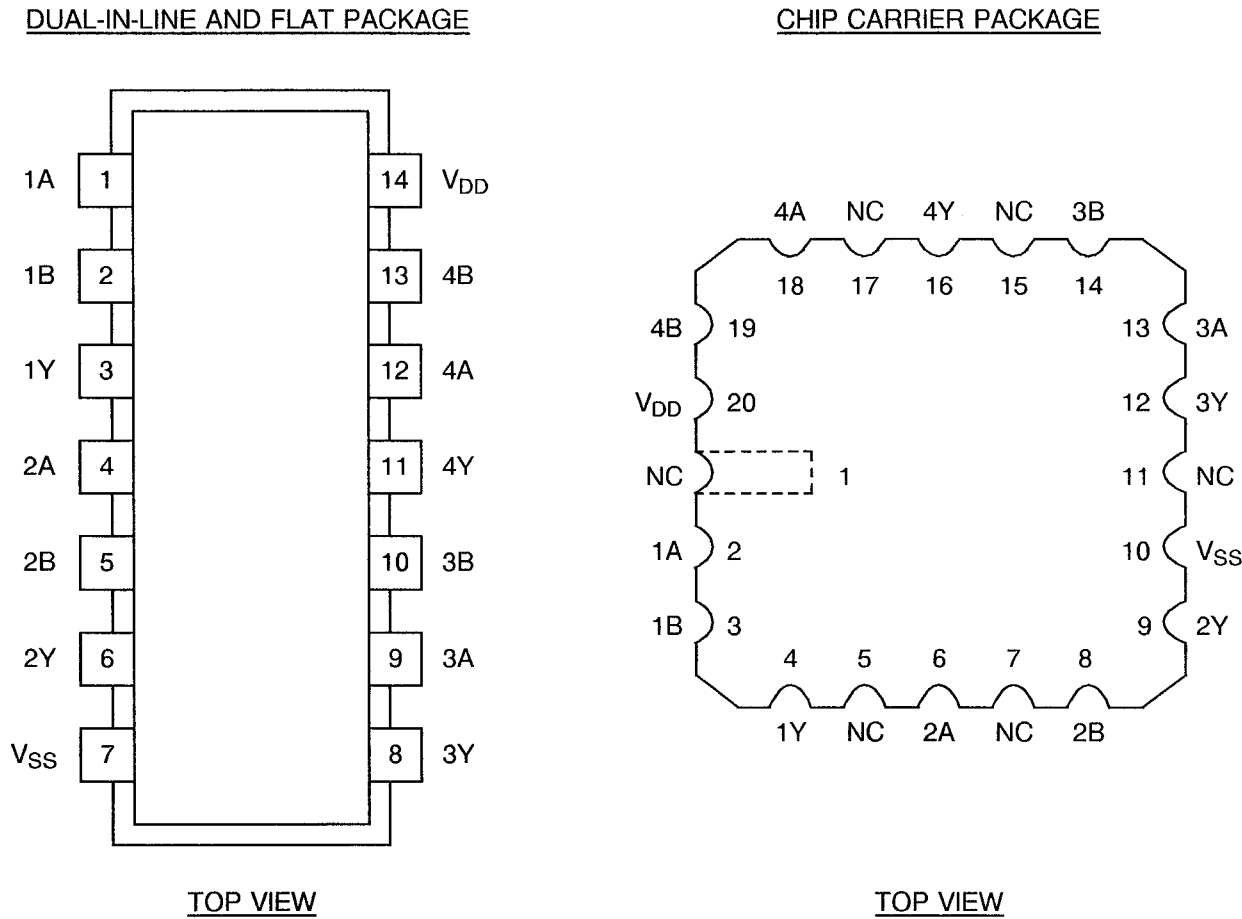 DUAL-IN-LINE AND FLAT PACKAGE
1A 1 14 VDD
1B 2 13 4B
1Y 3 12 4A
2A 4 11 4Y
2B 5 10 3B
2Y 6 9 3A
VSS 7 8 3Y
TOP VIEW
CHIP CARRIER PACKAGE
4A NC 4Y NC 3B
18 17 16 15 14
4B 19 13 3A
VDD 20 12 3Y
NC 1 11 NC
1A 2 10 VSS
1B 3 9 2Y
4 5 6 7 8
1Y NC 2A NC 2B
TOP VIEW